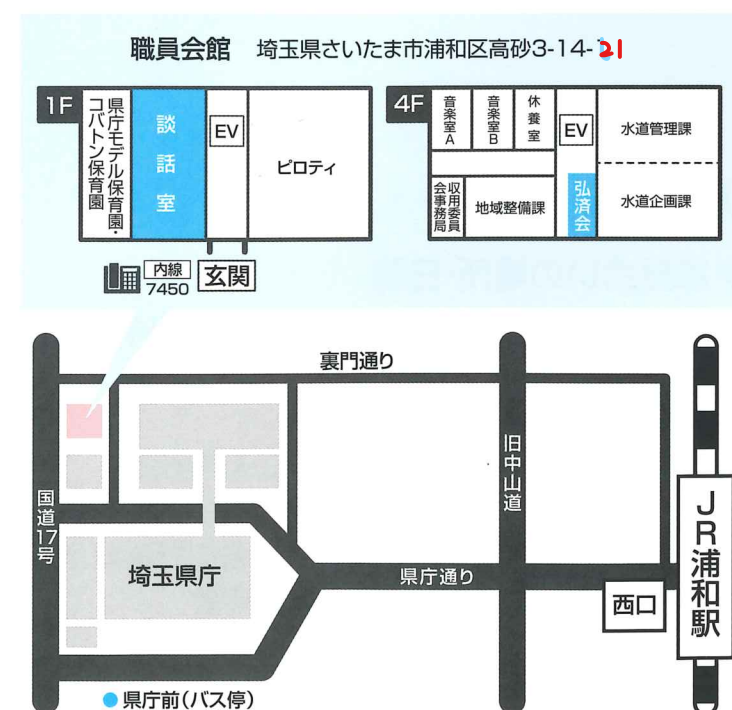 職員会館 埼玉県さいたま市浦和区高砂3-14-21
1F
県庁モデル保育園・
コバトン保育園
談話室
EV
ピロティ
内線
7450
玄関
4F
音楽室A
音楽室B
休養室
EV
水道管理課
収用委員
会事務局
地域整備課
弘済会
水道企画課
裏門通り
国道17号
旧中山道
埼玉県庁
県庁通り
西口
JR浦和駅
県庁前(バス停)